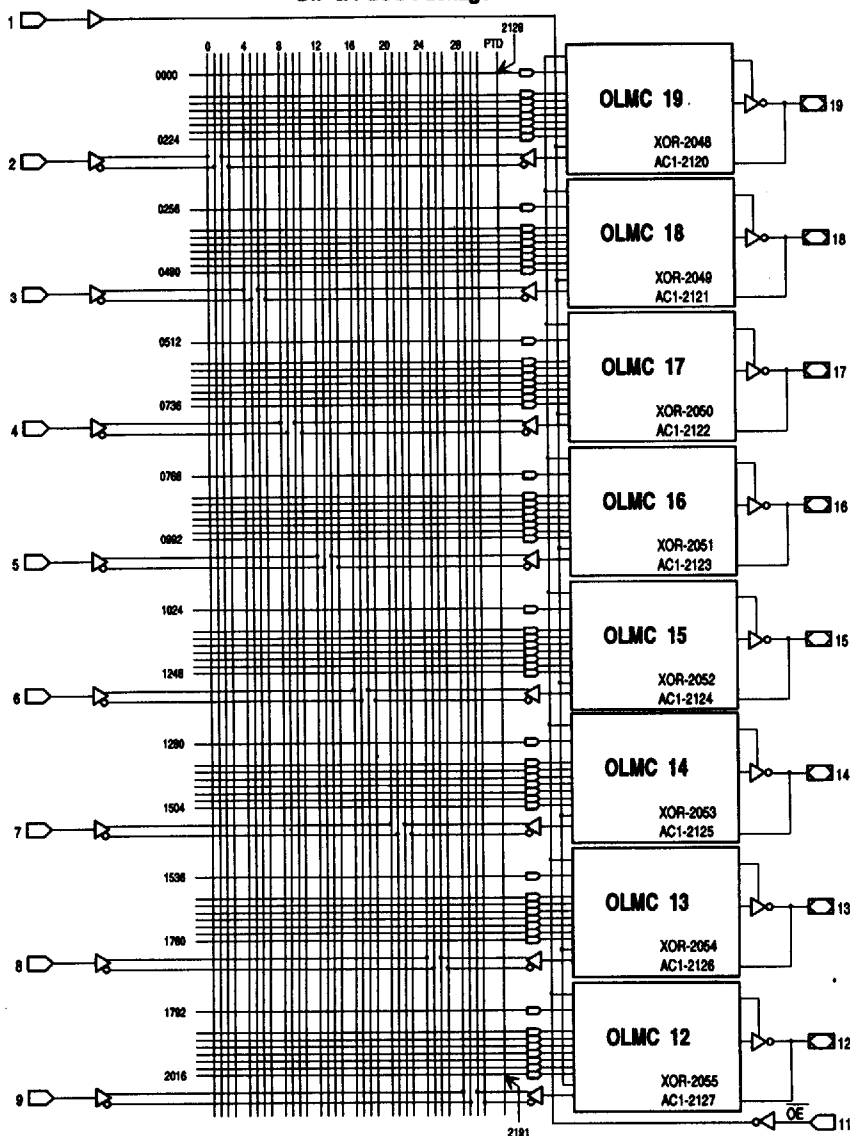 1
2128
0 4 8 12 16 20 24 28 PTD
0000
OLMC 19
19
XOR-2048
AC1-2120
0224
2
0256
OLMC 18
18
XOR-2049
AC1-2121
0480
3
0512
OLMC 17
17
XOR-2050
AC1-2122
0736
4
0768
OLMC 16
16
XOR-2051
AC1-2123
0992
5
1024
OLMC 15
15
XOR-2052
AC1-2124
1248
6
1280
OLMC 14
14
XOR-2053
AC1-2125
1504
7
1536
OLMC 13
13
XOR-2054
AC1-2126
1760
8
1792
OLMC 12
12
XOR-2055
AC1-2127
2016
9
OE
11
2191